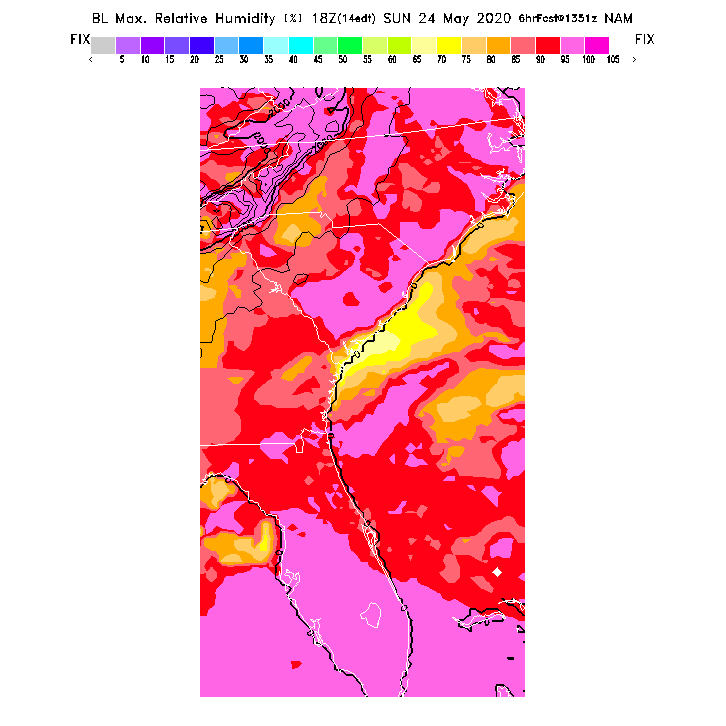 BL Max. Relative Humidity (%) 18Z(14edt) SUN 24 May 2020 6hrFcst@1351z NAM
FIX FIX
< 5 10 15 20 25 30 35 40 45 50 55 60 65 70 75 80 85 90 95 100 105 >